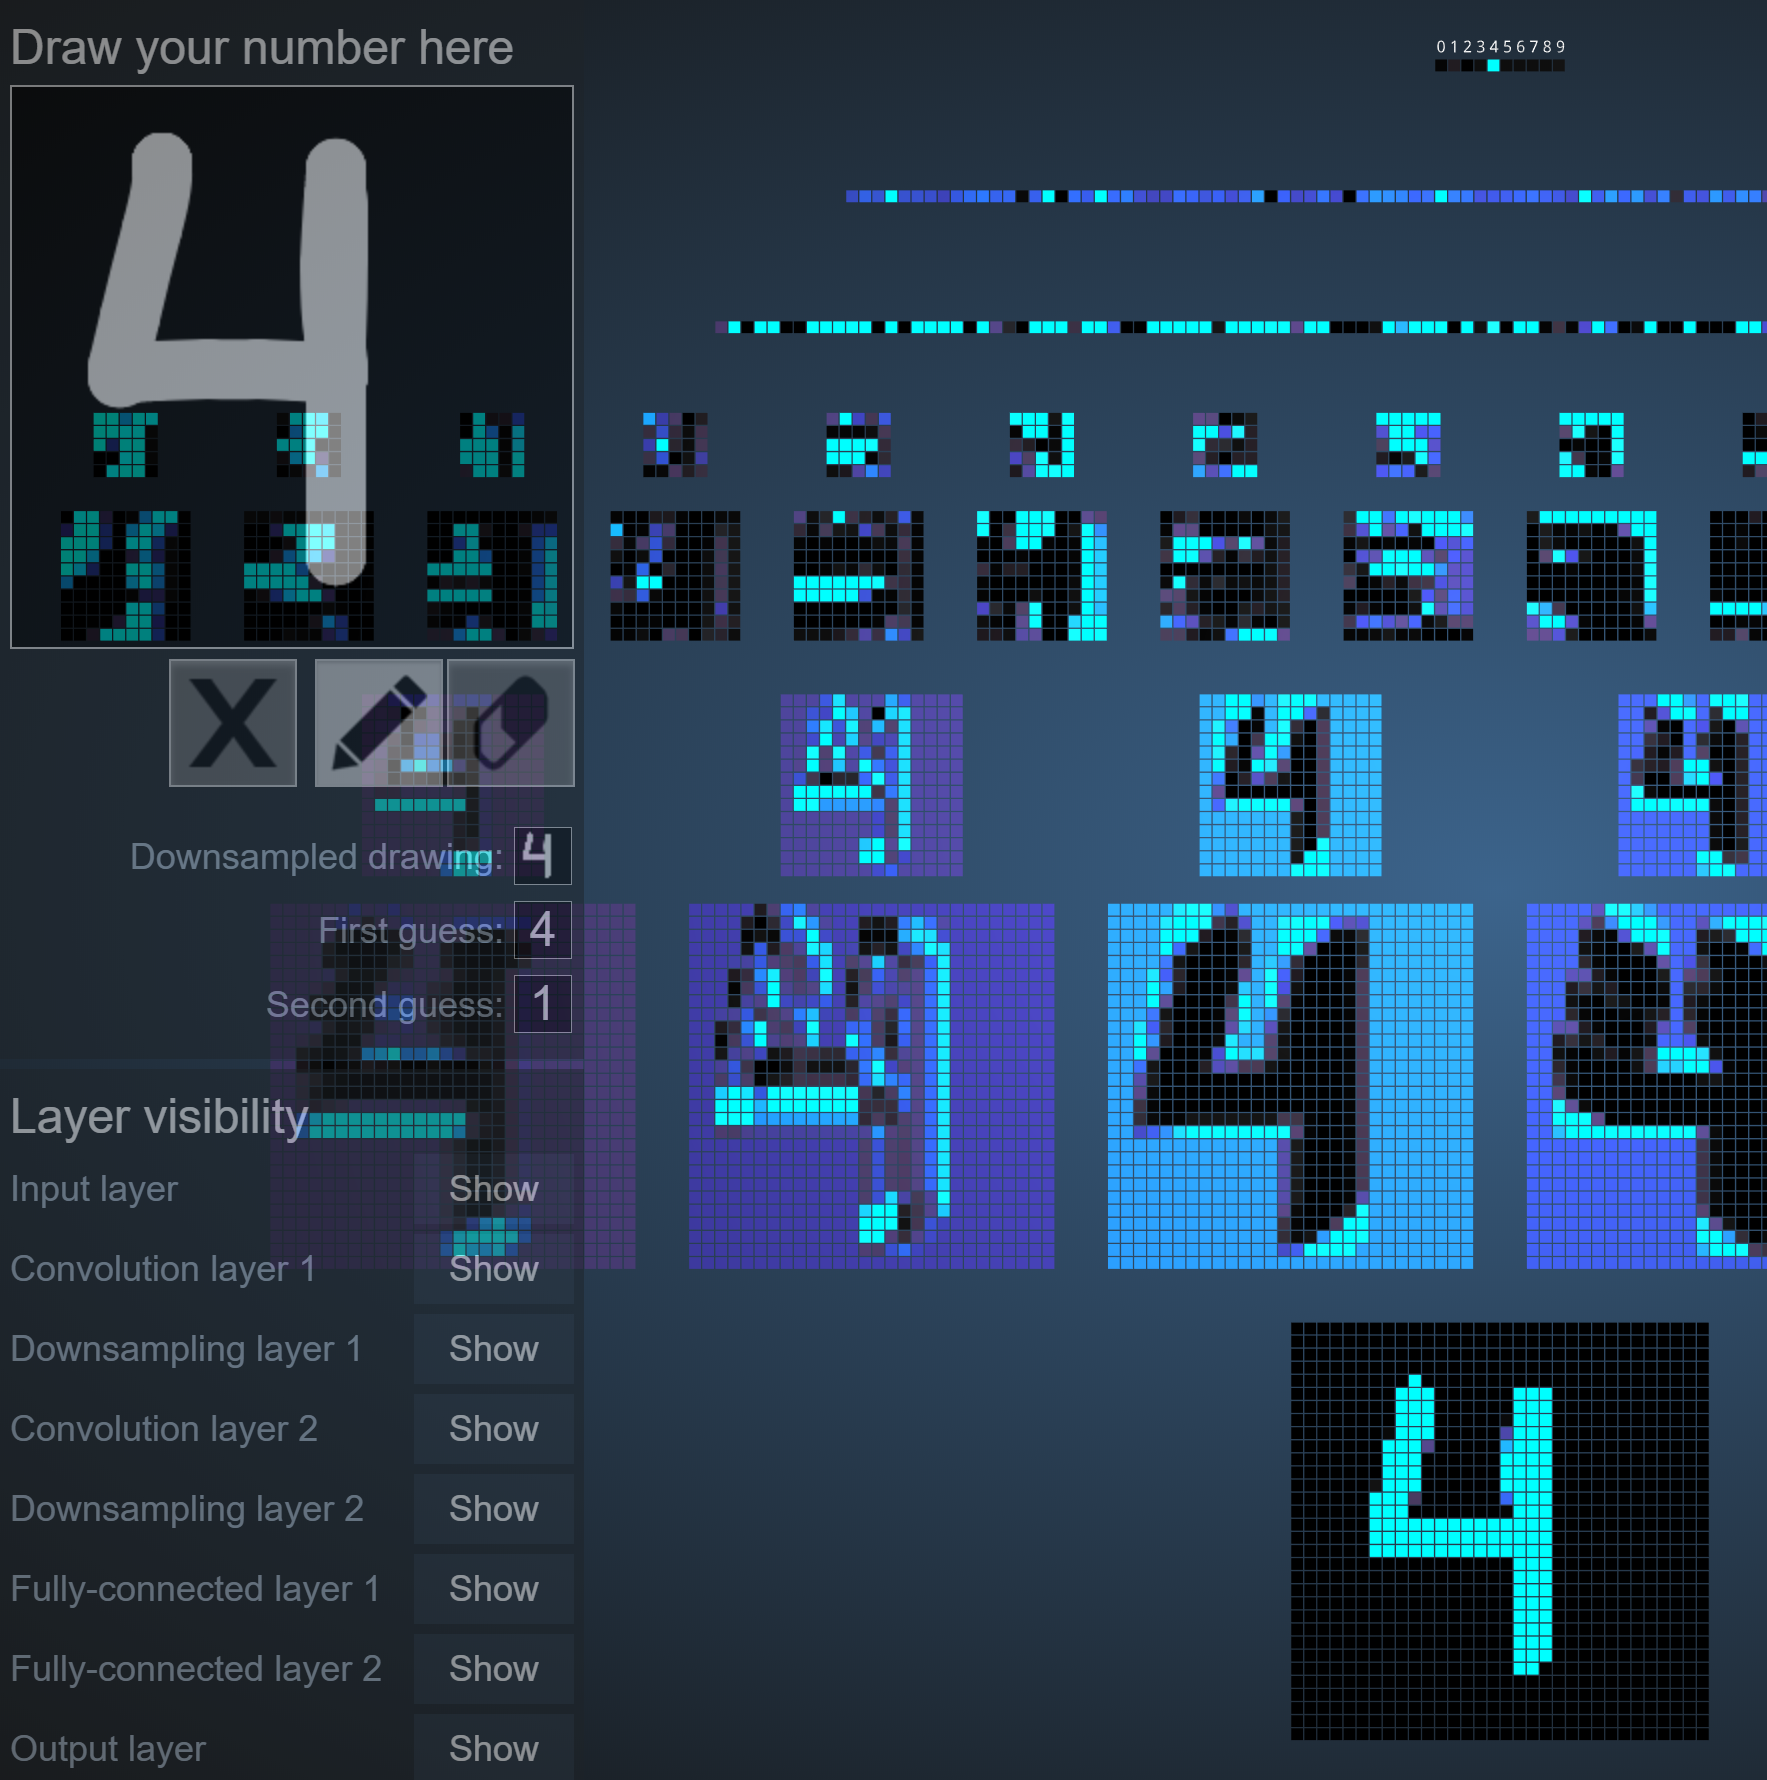 Draw your number here
0 1 2 3 4 5 6 7 8 9
4
X
Downsampled drawing: 4
First guess: 4
Second guess: 1
Layer visibility
Input layer Show
Convolution layer 1 Show
Downsampling layer 1 Show
Convolution layer 2 Show
Downsampling layer 2 Show
Fully-connected layer 1 Show
Fully-connected layer 2 Show
Output layer Show